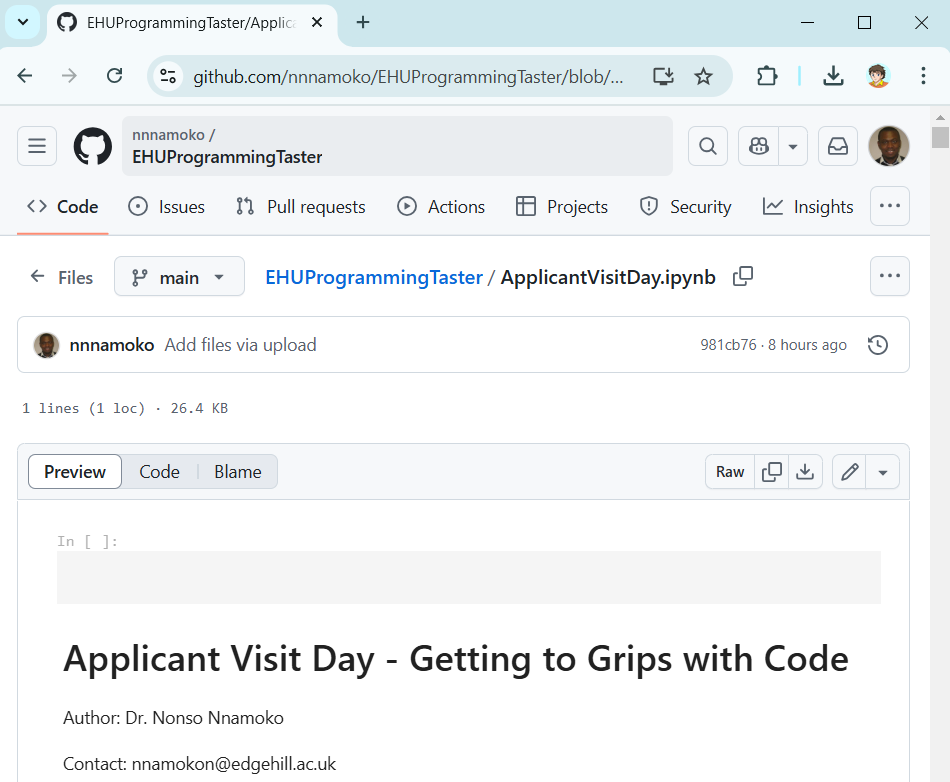 EHUProgrammingTaster/Applica
github.com/nnnamoko/EHUProgrammingTaster/blob/...
nnnamoko /
EHUProgrammingTaster
Code Issues Pull requests Actions Projects Security Insights
Files main EHUProgrammingTaster / ApplicantVisitDay.ipynb
nnnamoko Add files via upload 981cb76 · 8 hours ago
1 lines (1 loc) · 26.4 KB
Preview Code Blame Raw
In [ ]:
Applicant Visit Day - Getting to Grips with Code
Author: Dr. Nonso Nnamoko
Contact: nnamokon@edgehill.ac.uk